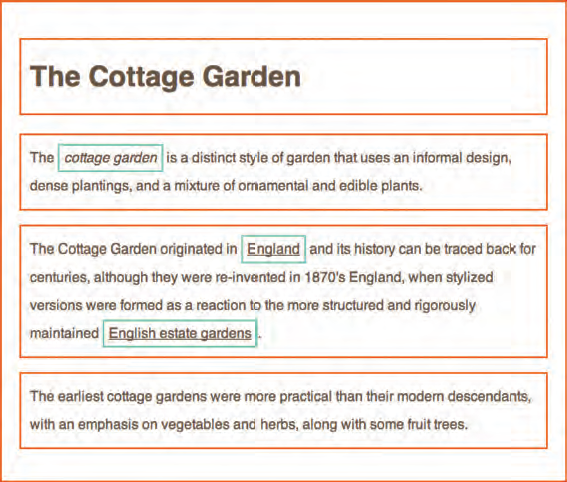 The Cottage Garden
The cottage garden is a distinct style of garden that uses an informal design,
dense plantings, and a mixture of ornamental and edible plants.
The Cottage Garden originated in England and its history can be traced back for
centuries, although they were re-invented in 1870's England, when stylized
versions were formed as a reaction to the more structured and rigorously
maintained English estate gardens.
The earliest cottage gardens were more practical than their modern descendants,
with an emphasis on vegetables and herbs, along with some fruit trees.